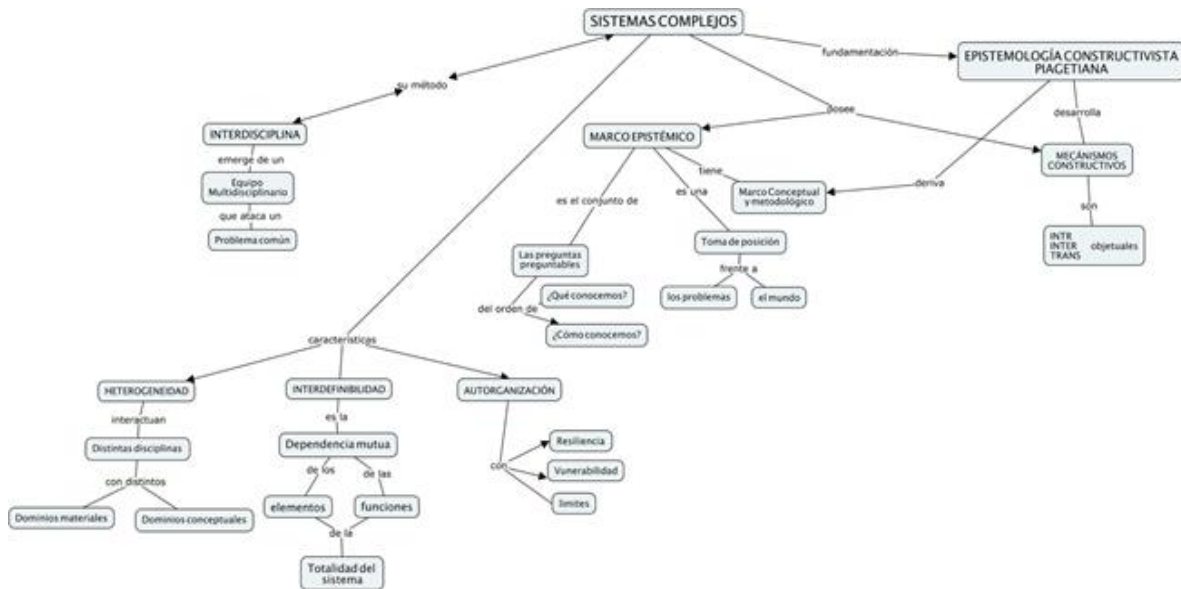 SISTEMAS COMPLEJOS
fundamentación
EPISTEMOLOGÍA CONSTRUCTIVISTA
PIAGETIANA
su método
posee
desarrolla
INTERDISCIPLINA
MARCO EPISTÉMICO
MECÁNISMOS
CONSTRUCTIVOS
emerge de un
tiene
Equipo
Multidisciplinario
es una
Marco Conceptual
y metodológico
deriva
es el conjunto de
son
que ataca un
Problema común
Toma de posición
INTR
INTER objetuales
TRANS
Las preguntas
preguntables
frente a
¿Qué conocemos?
los problemas
el mundo
del orden de
¿Cómo conocemos?
características
HETEROGENEIDAD
INTERDEFINIBILIDAD
AUTORGANIZACIÓN
interactuan
es la
Distintas disciplinas
Dependencia mutua
Resiliencia
con
de los
de las
Vunerabilidad
con distintos
elementos
funciones
limites
Dominios materiales
Dominios conceptuales
de la
Totalidad del
sistema